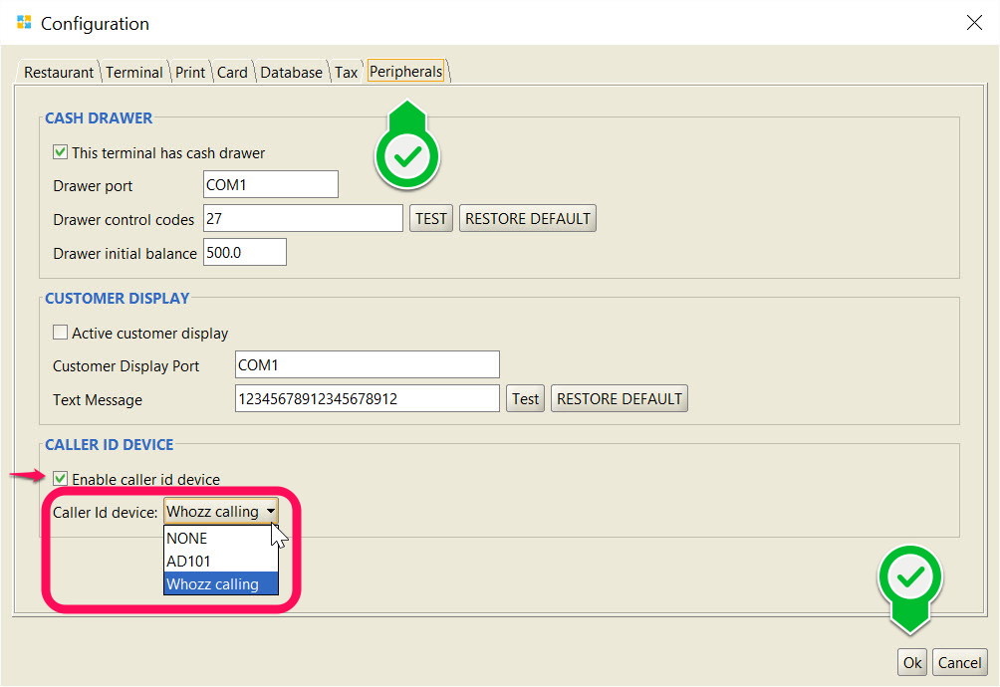 Configuration
Restaurant Terminal Print Card Database Tax Peripherals
CASH DRAWER
This terminal has cash drawer
Drawer port COM1
Drawer control codes 27 TEST RESTORE DEFAULT
Drawer initial balance 500.0
CUSTOMER DISPLAY
Active customer display
Customer Display Port COM1
Text Message 12345678912345678912 Test RESTORE DEFAULT
CALLER ID DEVICE
Enable caller id device
Caller Id device: Whozz calling
NONE
AD101
Whozz calling
Ok Cancel